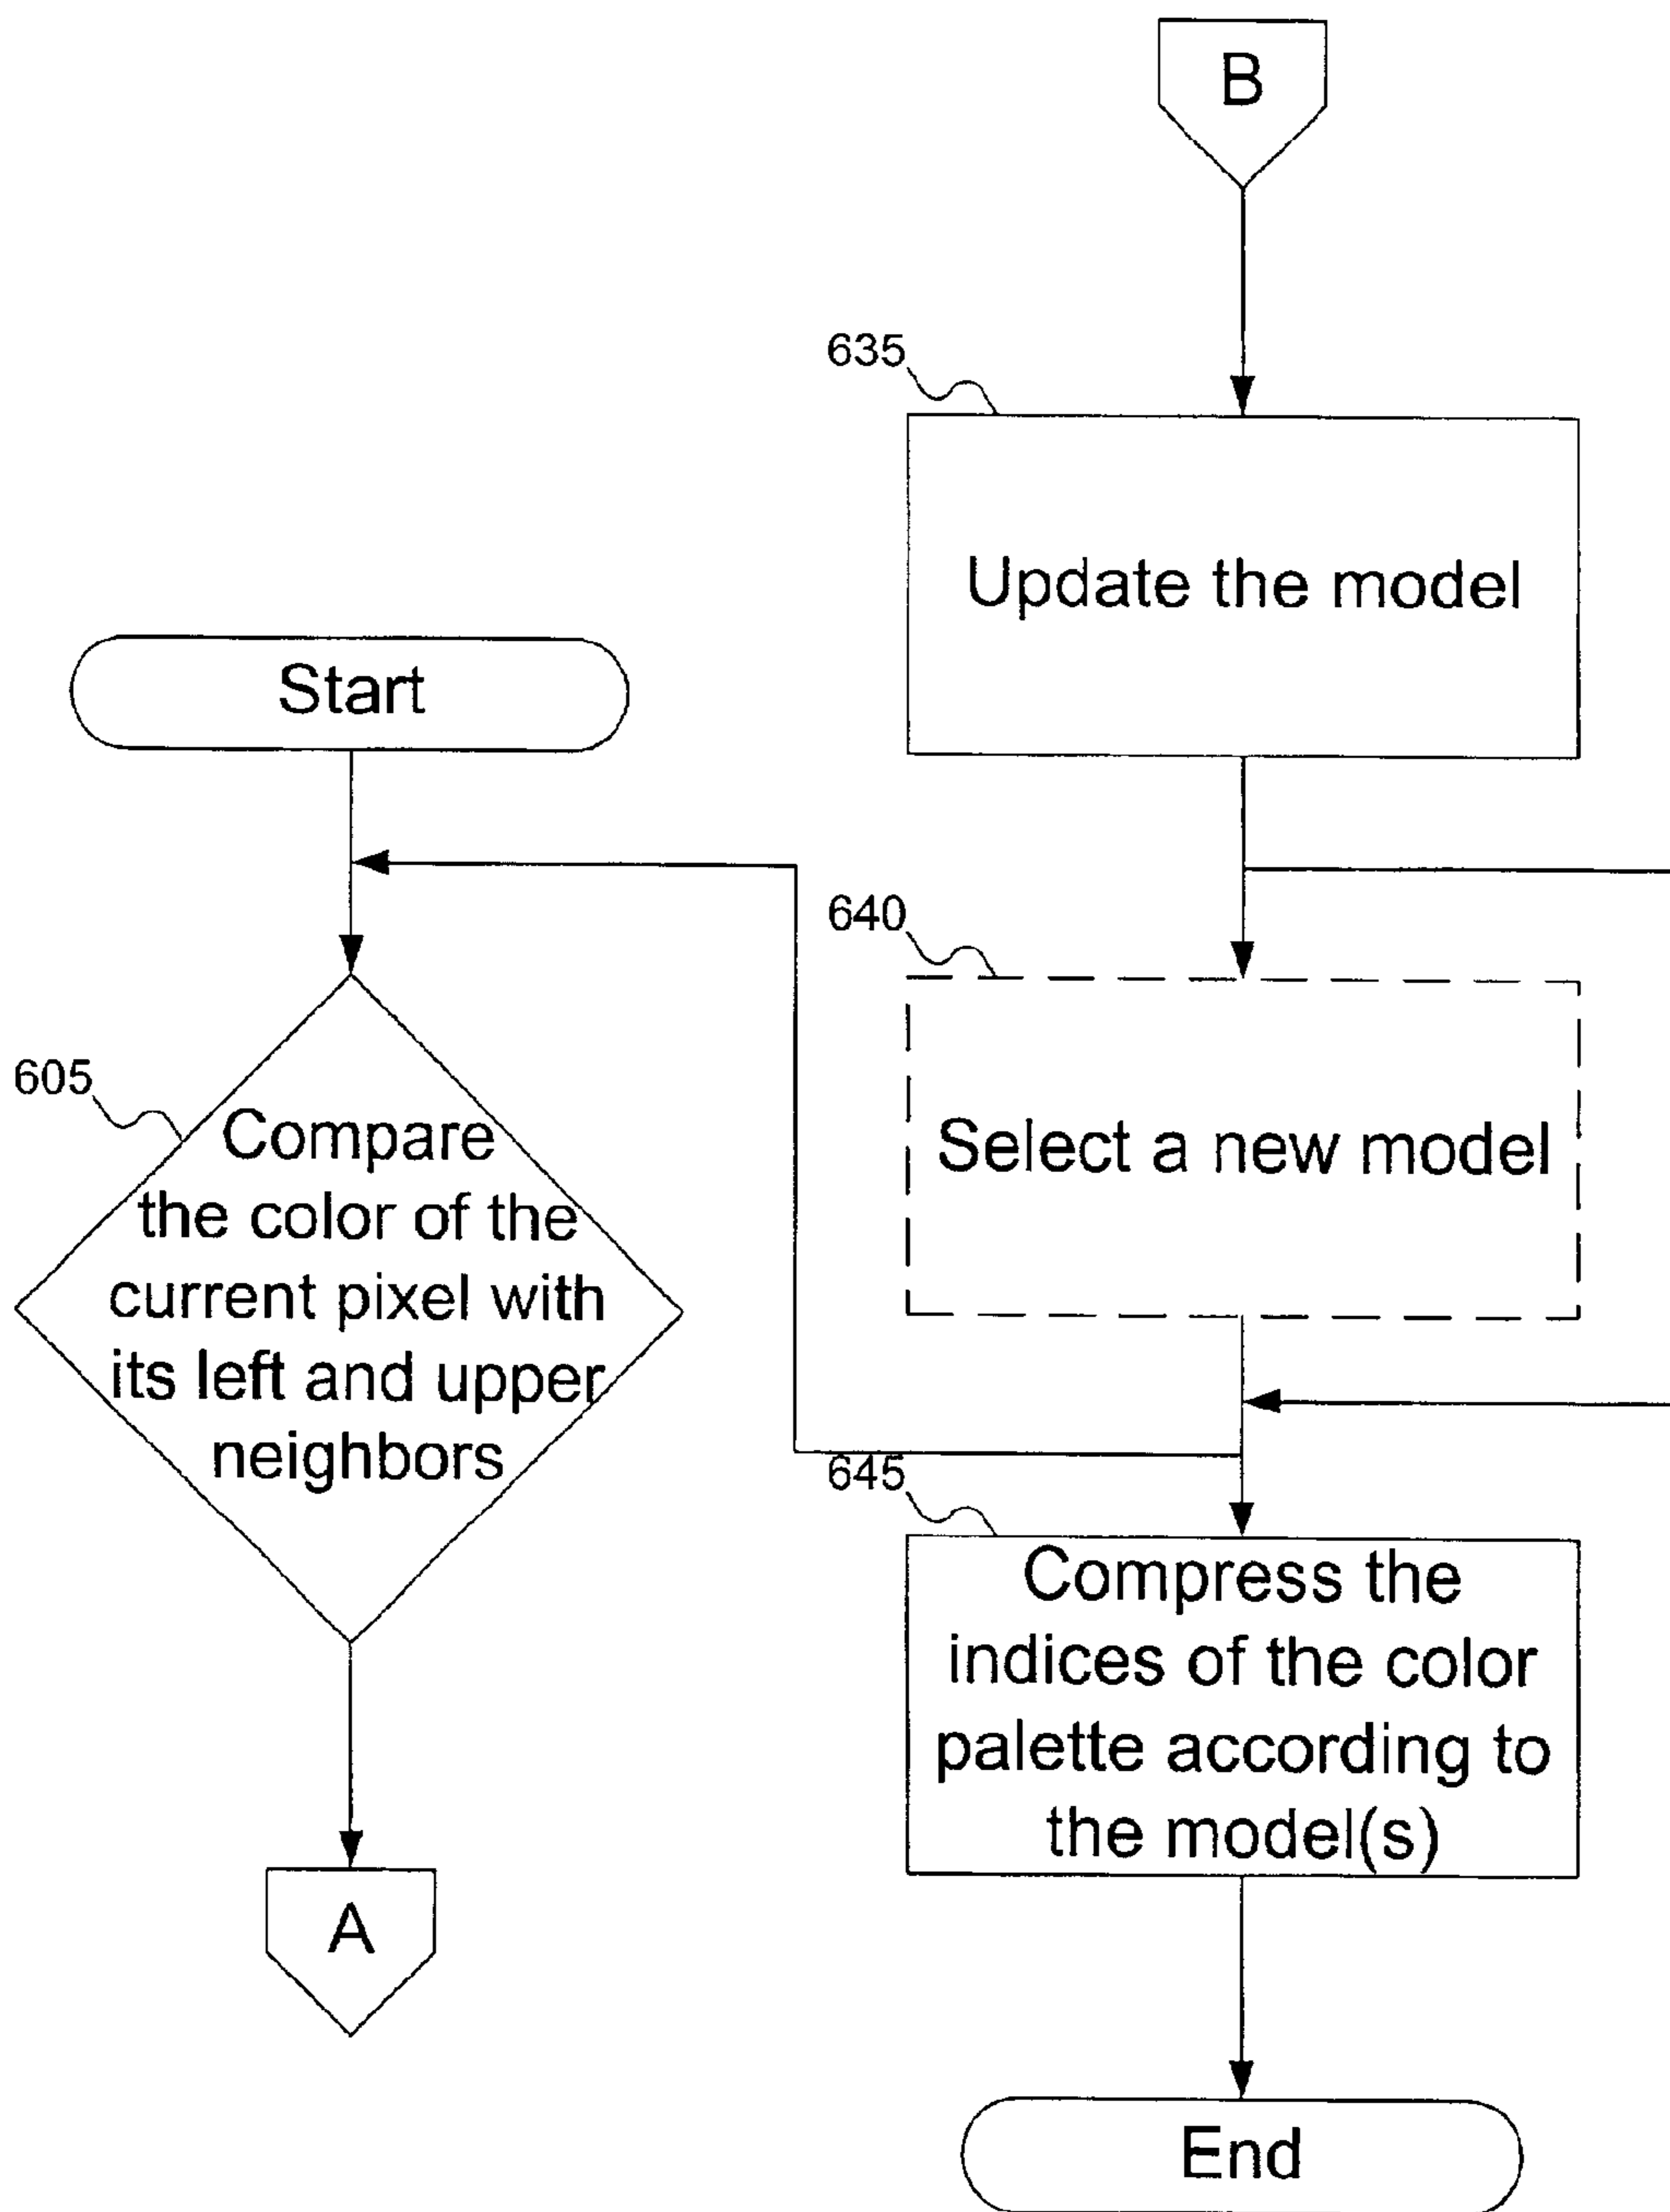 Start
605
Compare
the color of the
current pixel with
its left and upper
neighbors
A
B
635
Update the model
640
Select a new model
645
Compress the
indices of the color
palette according to
the model(s)
End